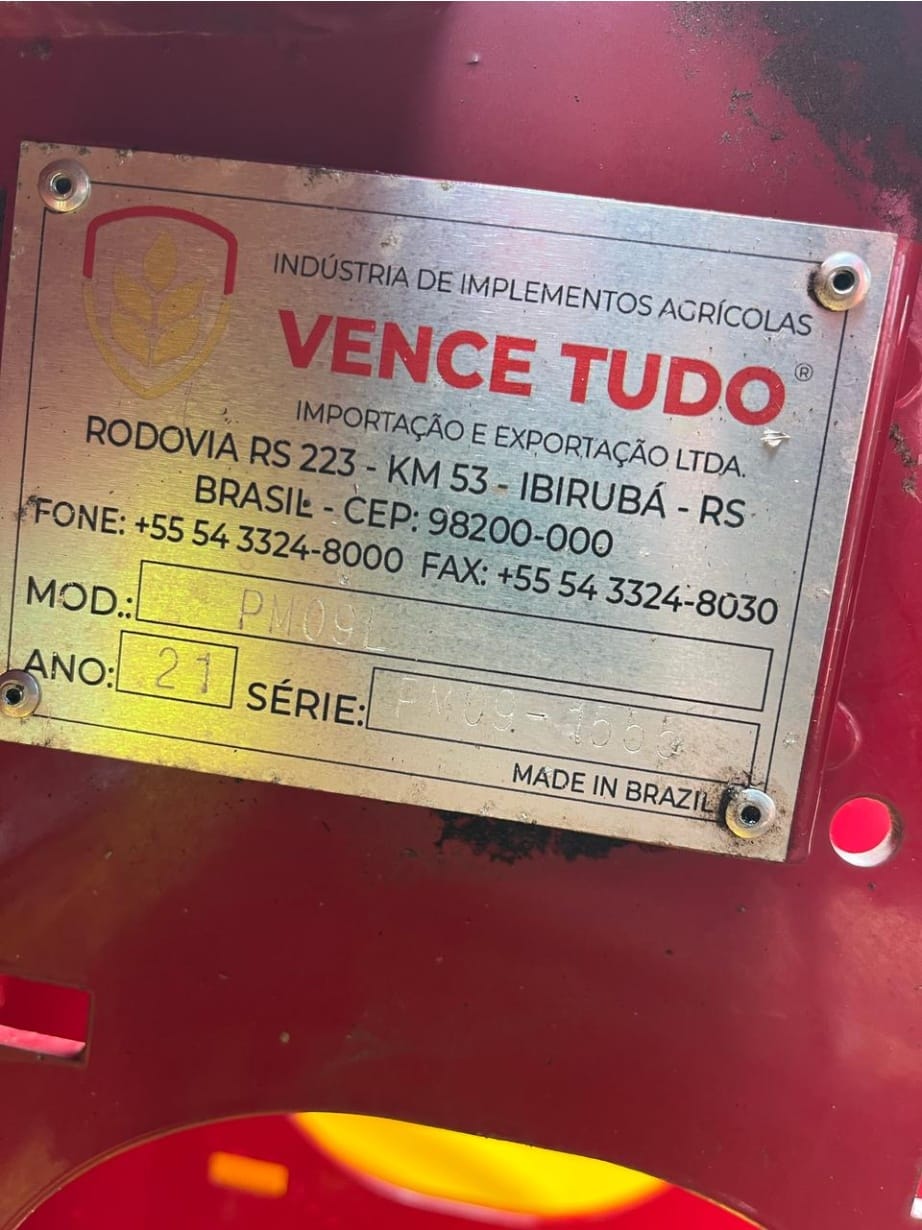 INDÚSTRIA DE IMPLEMENTOS AGRÍCOLAS
VENCE TUDO ®
IMPORTAÇÃO E EXPORTAÇÃO LTDA.
RODOVIA RS 223 - KM 53 - IBIRUBÁ - RS
BRASIL - CEP: 98200-000
FONE: +55 54 3324-8000 FAX: +55 54 3324-8030
MOD.: PM09L
ANO: 21 SÉRIE:
MADE IN BRAZIL